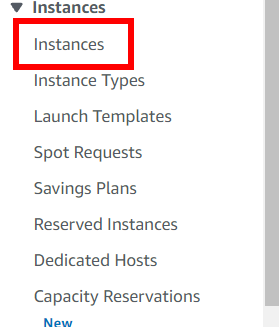 Instances
Instances
Instance Types
Launch Templates
Spot Requests
Savings Plans
Reserved Instances
Dedicated Hosts
Capacity Reservations
New